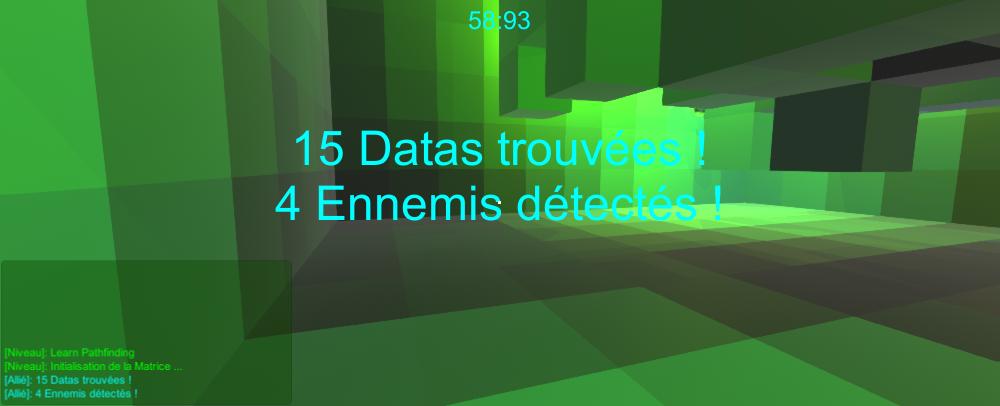 58:93
15 Datas trouvées !
4 Ennemis détectés !
[Niveau]: Learn Pathfinding
[Niveau]: Initialisation de la Matrice ...
[Allié]: 15 Datas trouvées !
[Allié]: 4 Ennemis détectés !